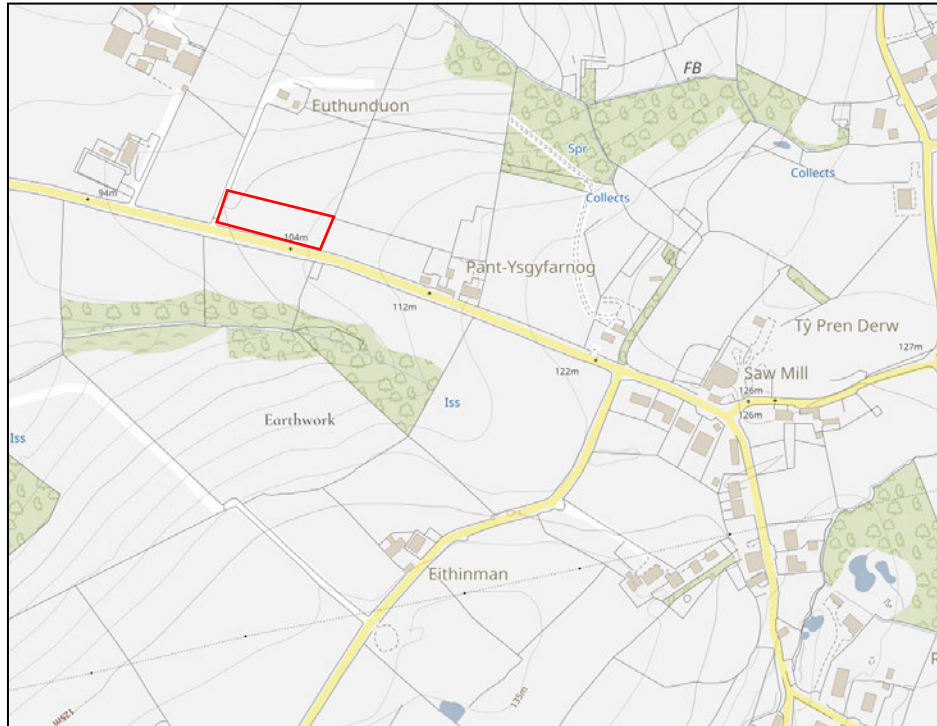 FB
Euthunduon
Spr
Collects
Collects
94m
104m
Pant-Ysgyfarnog
112m
Tŷ Pren Derw
127m
122m
Saw Mill
126m
126m
Iss
Earthwork
Iss
Eithinman
R
135m
125m